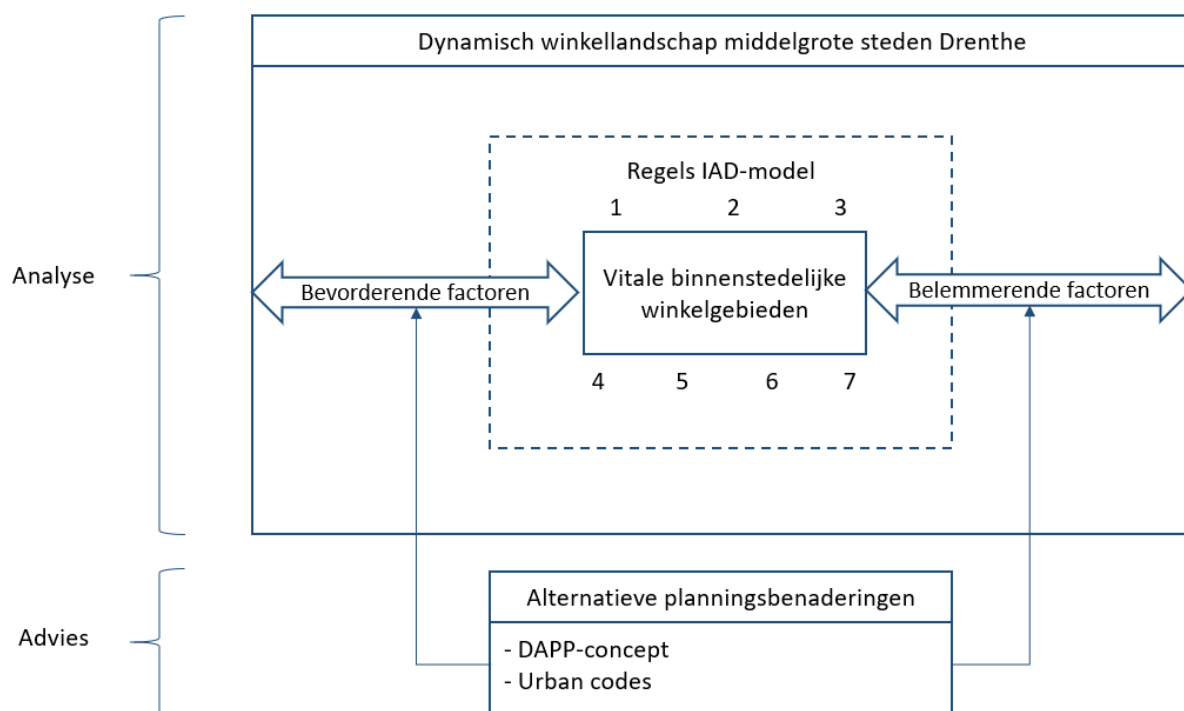 Dynamisch winkellandschap middelgrote steden Drenthe
Regels IAD-model
1 2 3
Analyse
Bevorderende factoren
Vitale binnenstedelijke
winkelgebieden
Belemmerende factoren
4 5 6 7
Alternatieve planningsbenaderingen
Advies
- DAPP-concept
- Urban codes